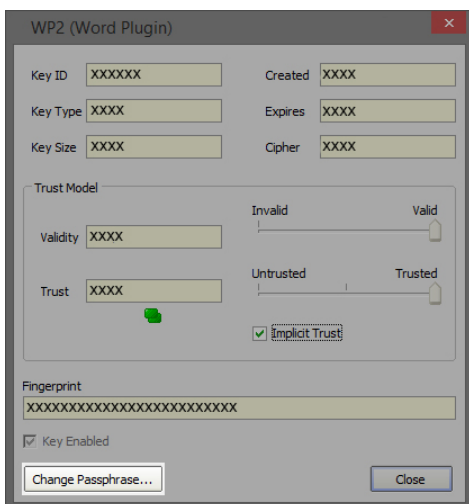 WP2 (Word Plugin)
Key ID XXXXXX Created XXXX
Key Type XXXX Expires XXXX
Key Size XXXX Cipher XXXX
Trust Model
Invalid Valid
Validity XXXX
Untrusted Trusted
Trust XXXX
Implicit Trust
Fingerprint
XXXXXXXXXXXXXXXXXXXXXXXX
Key Enabled
Change Passphrase... Close